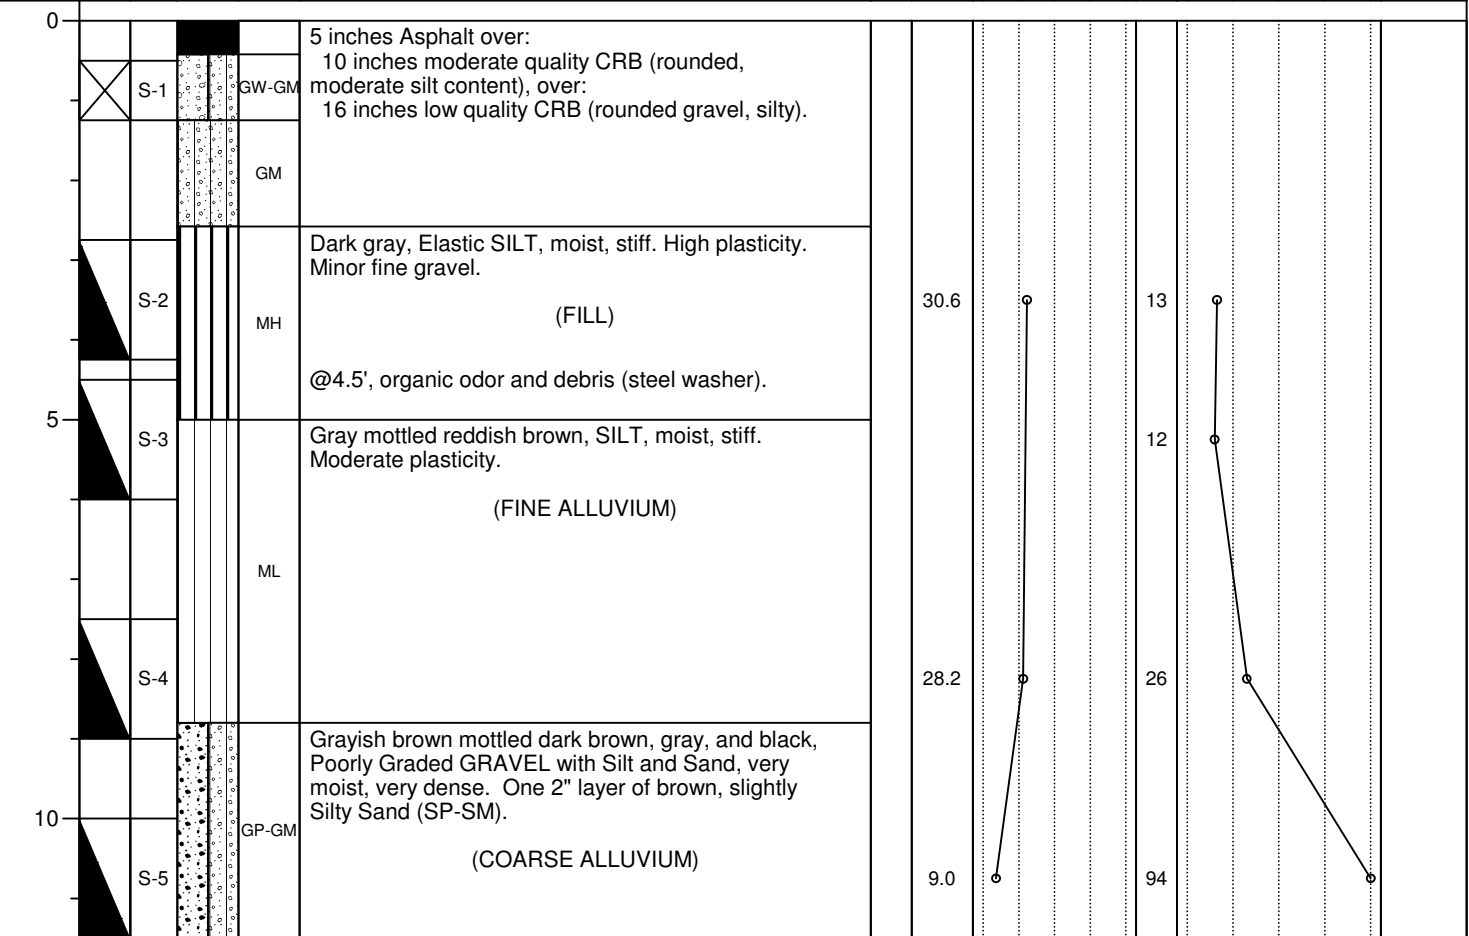 0
5 inches Asphalt over:
10 inches moderate quality CRB (rounded,
S-1
GW-GM
moderate silt content), over:
16 inches low quality CRB (rounded gravel, silty).
GM
Dark gray, Elastic SILT, moist, stiff. High plasticity.
Minor fine gravel.
S-2
30.6
13
(FILL)
MH
@4.5', organic odor and debris (steel washer).
5
Gray mottled reddish brown, SILT, moist, stiff.
S-3
12
Moderate plasticity.
(FINE ALLUVIUM)
ML
S-4
28.2
26
Grayish brown mottled dark brown, gray, and black,
Poorly Graded GRAVEL with Silt and Sand, very
moist, very dense.  One 2" layer of brown, slightly
Silty Sand (SP-SM).
10
GP-GM
(COARSE ALLUVIUM)
S-5
9.0
94